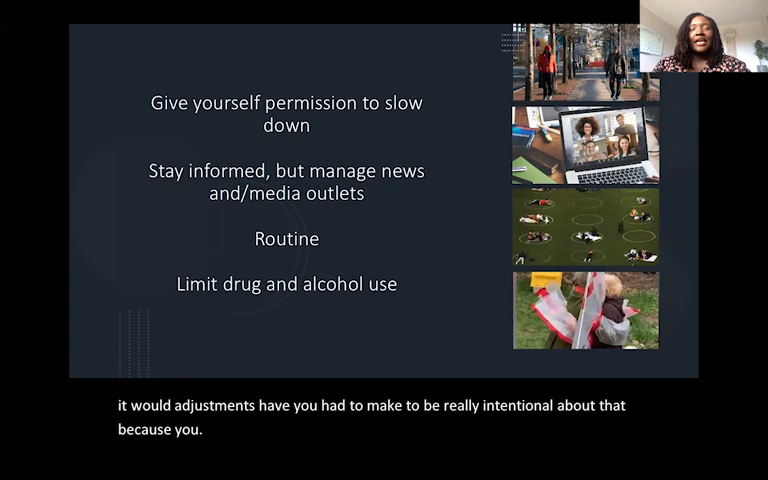 Give yourself permission to slow
down
Stay informed, but manage news
and/media outlets
Routine
Limit drug and alcohol use
it would adjustments have you had to make to be really intentional about that
because you.